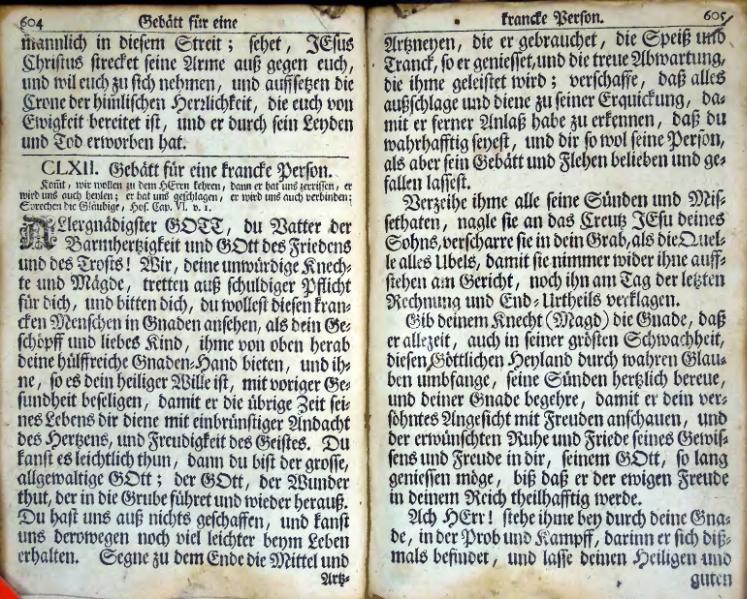 604 Gebätt für eine
mannlich in diesem Streit; sehet, JEsus
Christus strecket seine Arme auß gegen euch,
und wil euch zu sich nehmen, und auffsetzen die
Crone der himlischen Herrlichkeit, die euch von
Ewigkeit bereitet ist, und er durch sein Leyden
und Tod erworben hat.
CLXII. Gebätt für eine krancke Person.
Komt, wir wollen zu dem HErrn kehren, dann er hat uns zerrissen, er
wird uns auch heylen; er hat uns geschlagen, er wird uns auch verbinden;
Sprechen die Gläubige, Hos. Cap. VI. v. 1.
ALlergnädigster GOTT, du Vatter der
Barmhertzigkeit und GOtt des Friedens
und des Trosts! Wir, deine unwürdige Knech-
te und Mägde, tretten auß schuldiger Pflicht
für dich, und bitten dich, du wollest diesen kran-
cken Menschen in Gnaden ansehen, als dein Ge-
schöpff und liebes Kind, ihme von oben herab
deine hülffreiche Gnaden-Hand bieten, und ih-
ne, so es dein heiliger Wille ist, mit voriger Ge-
sundheit beseligen, damit er die übrige Zeit sei-
nes Lebens dir diene mit einbrünstiger Andacht
des Hertzens, und Freudigkeit des Geistes. Du
kanst es leichtlich thun, dann du bist der grosse,
allgewaltige GOtt; der GOtt, der Wunder
thut, der in die Grube führet und wieder herauß.
Du hast uns auß nichts geschaffen, und kanst
uns derowegen noch viel leichter beym Leben
erhalten. Segne zu dem Ende die Mittel und
Artz-
krancke Person. 605
Artzneyen, die er gebrauchet, die Speiß und
Tranck, so er geniesset, und die treue Abwartung,
die ihme geleistet wird; verschaffe, daß alles
außschlage und diene zu seiner Erquickung, da-
mit er ferner Anlaß habe zu erkennen, daß du
wahrhafftig seyest, und dir so wol seine Person,
als aber sein Gebätt und Flehen belieben und ge-
fallen lassest.
Verzeihe ihme alle seine Sünden und Mis-
sethaten, nagle sie an das Creutz JEsu deines
Sohns, verscharre sie in dein Grab, als die Quel-
le alles Ubels, damit sie nimmer wider ihne auff-
stehen am Gericht, noch ihn am Tag der letzten
Rechnung und End-Urtheils verklagen.
Gib deinem Knecht (Magd) die Gnade, daß
er allezeit, auch in seiner grösten Schwachheit,
diesen Göttlichen Heyland durch wahren Glau-
ben umbfange, seine Sünden hertzlich bereue,
und deiner Gnade begehre, damit er dein ver-
söhntes Angesicht mit Freuden anschauen, und
der erwünschten Ruhe und Friede seines Gewis-
sens und Freude in dir, seinem GOtt, so lang
geniessen möge, biß daß er der ewigen Freude
in deinem Reich theilhafftig werde.
Ach HErr! stehe ihme bey durch deine Gna-
de, in der Prob und Kampff, darinn er sich diß-
mals befindet, und lasse deinen Heiligen und
guten